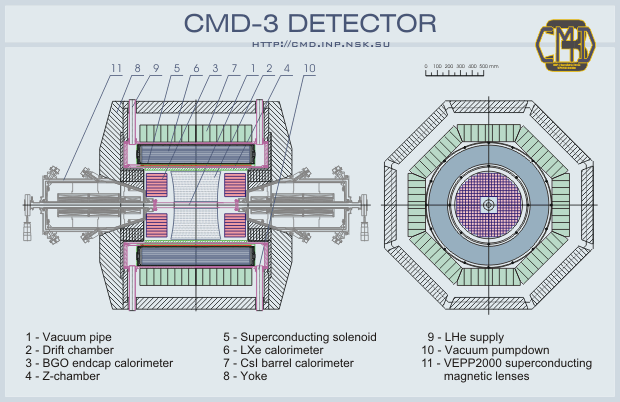 CMD-3 DETECTOR
HTTP://CMD.INP.NSK.SU
11 8 9 5 6 3 7 1 2 4 10
0 100 200 300 400 500 mm
1 - Vacuum pipe
2 - Drift chamber
3 - BGO endcap calorimeter
4 - Z-chamber
5 - Superconducting solenoid
6 - LXe calorimeter
7 - CsI barrel calorimeter
8 - Yoke
9 - LHe supply
10 - Vacuum pumpdown
11 - VEPP2000 superconducting
magnetic lenses